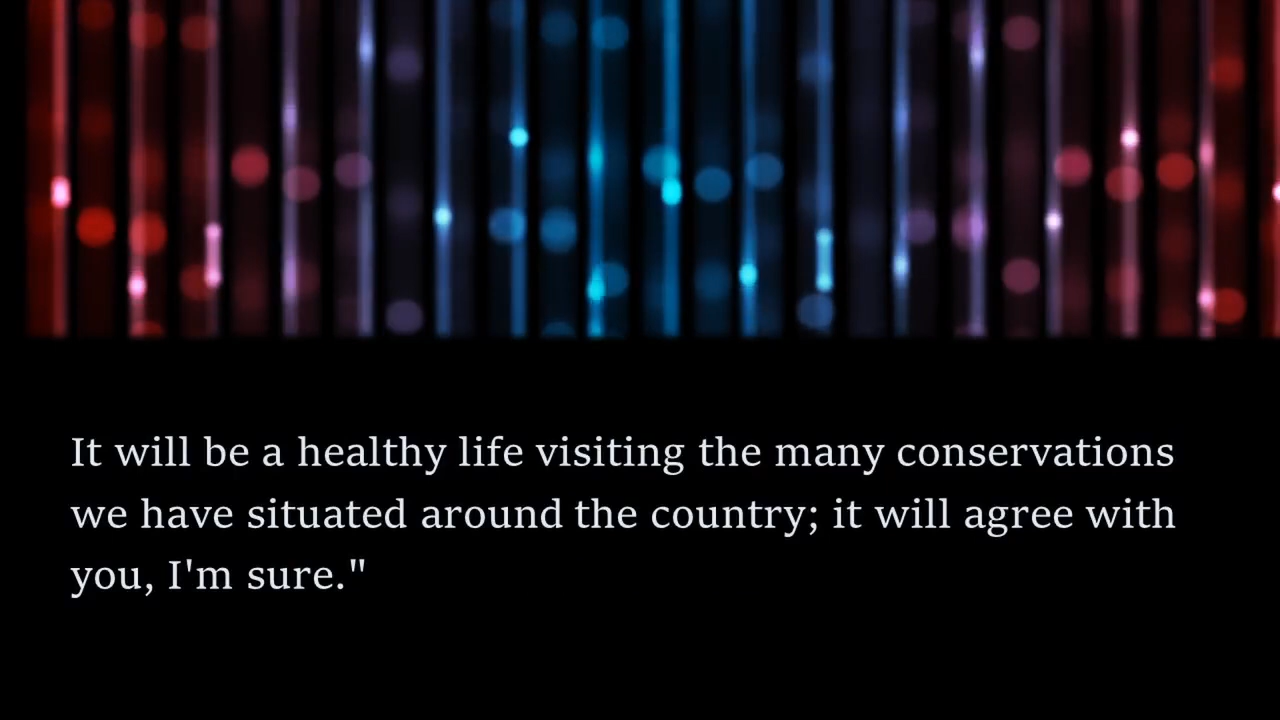 It will be a healthy life visiting the many conservations
we have situated around the country; it will agree with
you, I'm sure."